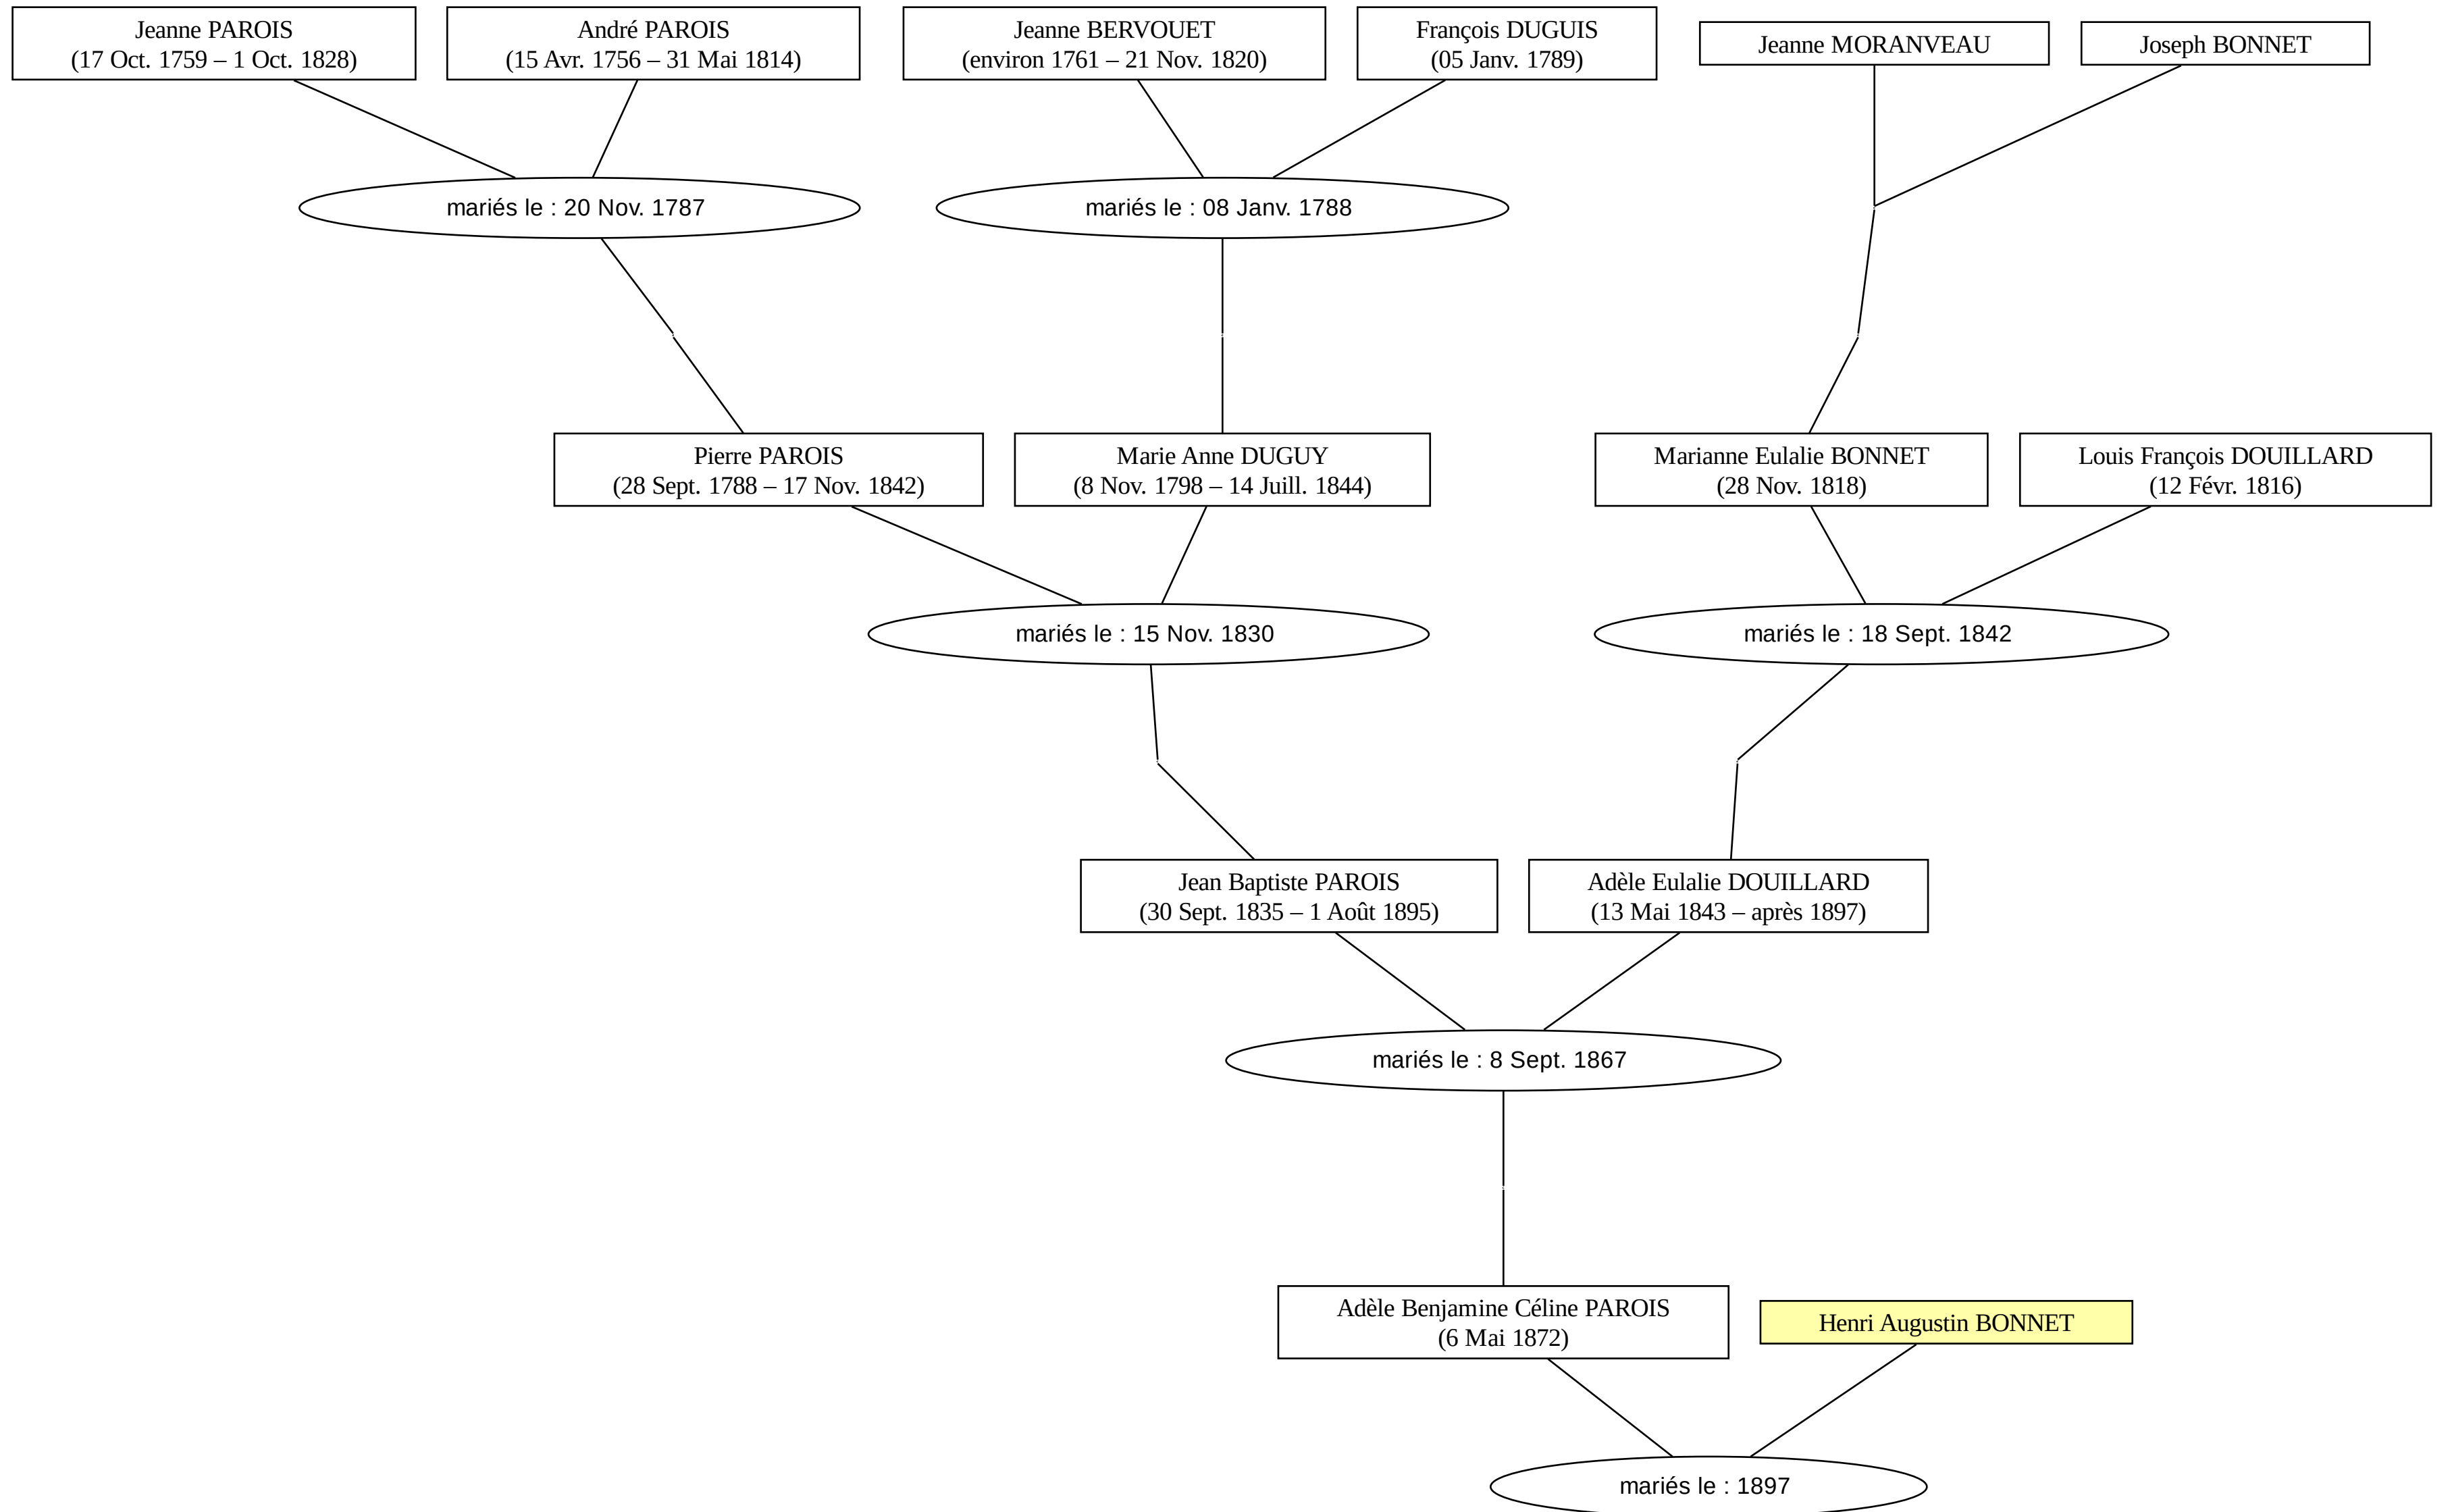 Jeanne PAROIS
(17 Oct. 1759 – 1 Oct. 1828)
André PAROIS
(15 Avr. 1756 – 31 Mai 1814)
Jeanne BERVOUET
(environ 1761 – 21 Nov. 1820)
François DUGUIS
(05 Janv. 1789)
Jeanne MORANVEAU
Joseph BONNET
mariés le : 20 Nov. 1787
mariés le : 08 Janv. 1788
Pierre PAROIS
(28 Sept. 1788 – 17 Nov. 1842)
Marie Anne DUGUY
(8 Nov. 1798 – 14 Juill. 1844)
Marianne Eulalie BONNET
(28 Nov. 1818)
Louis François DOUILLARD
(12 Févr. 1816)
mariés le : 15 Nov. 1830
mariés le : 18 Sept. 1842
Jean Baptiste PAROIS
(30 Sept. 1835 – 1 Août 1895)
Adèle Eulalie DOUILLARD
(13 Mai 1843 – après 1897)
mariés le : 8 Sept. 1867
Adèle Benjamine Céline PAROIS
(6 Mai 1872)
Henri Augustin BONNET
mariés le : 1897